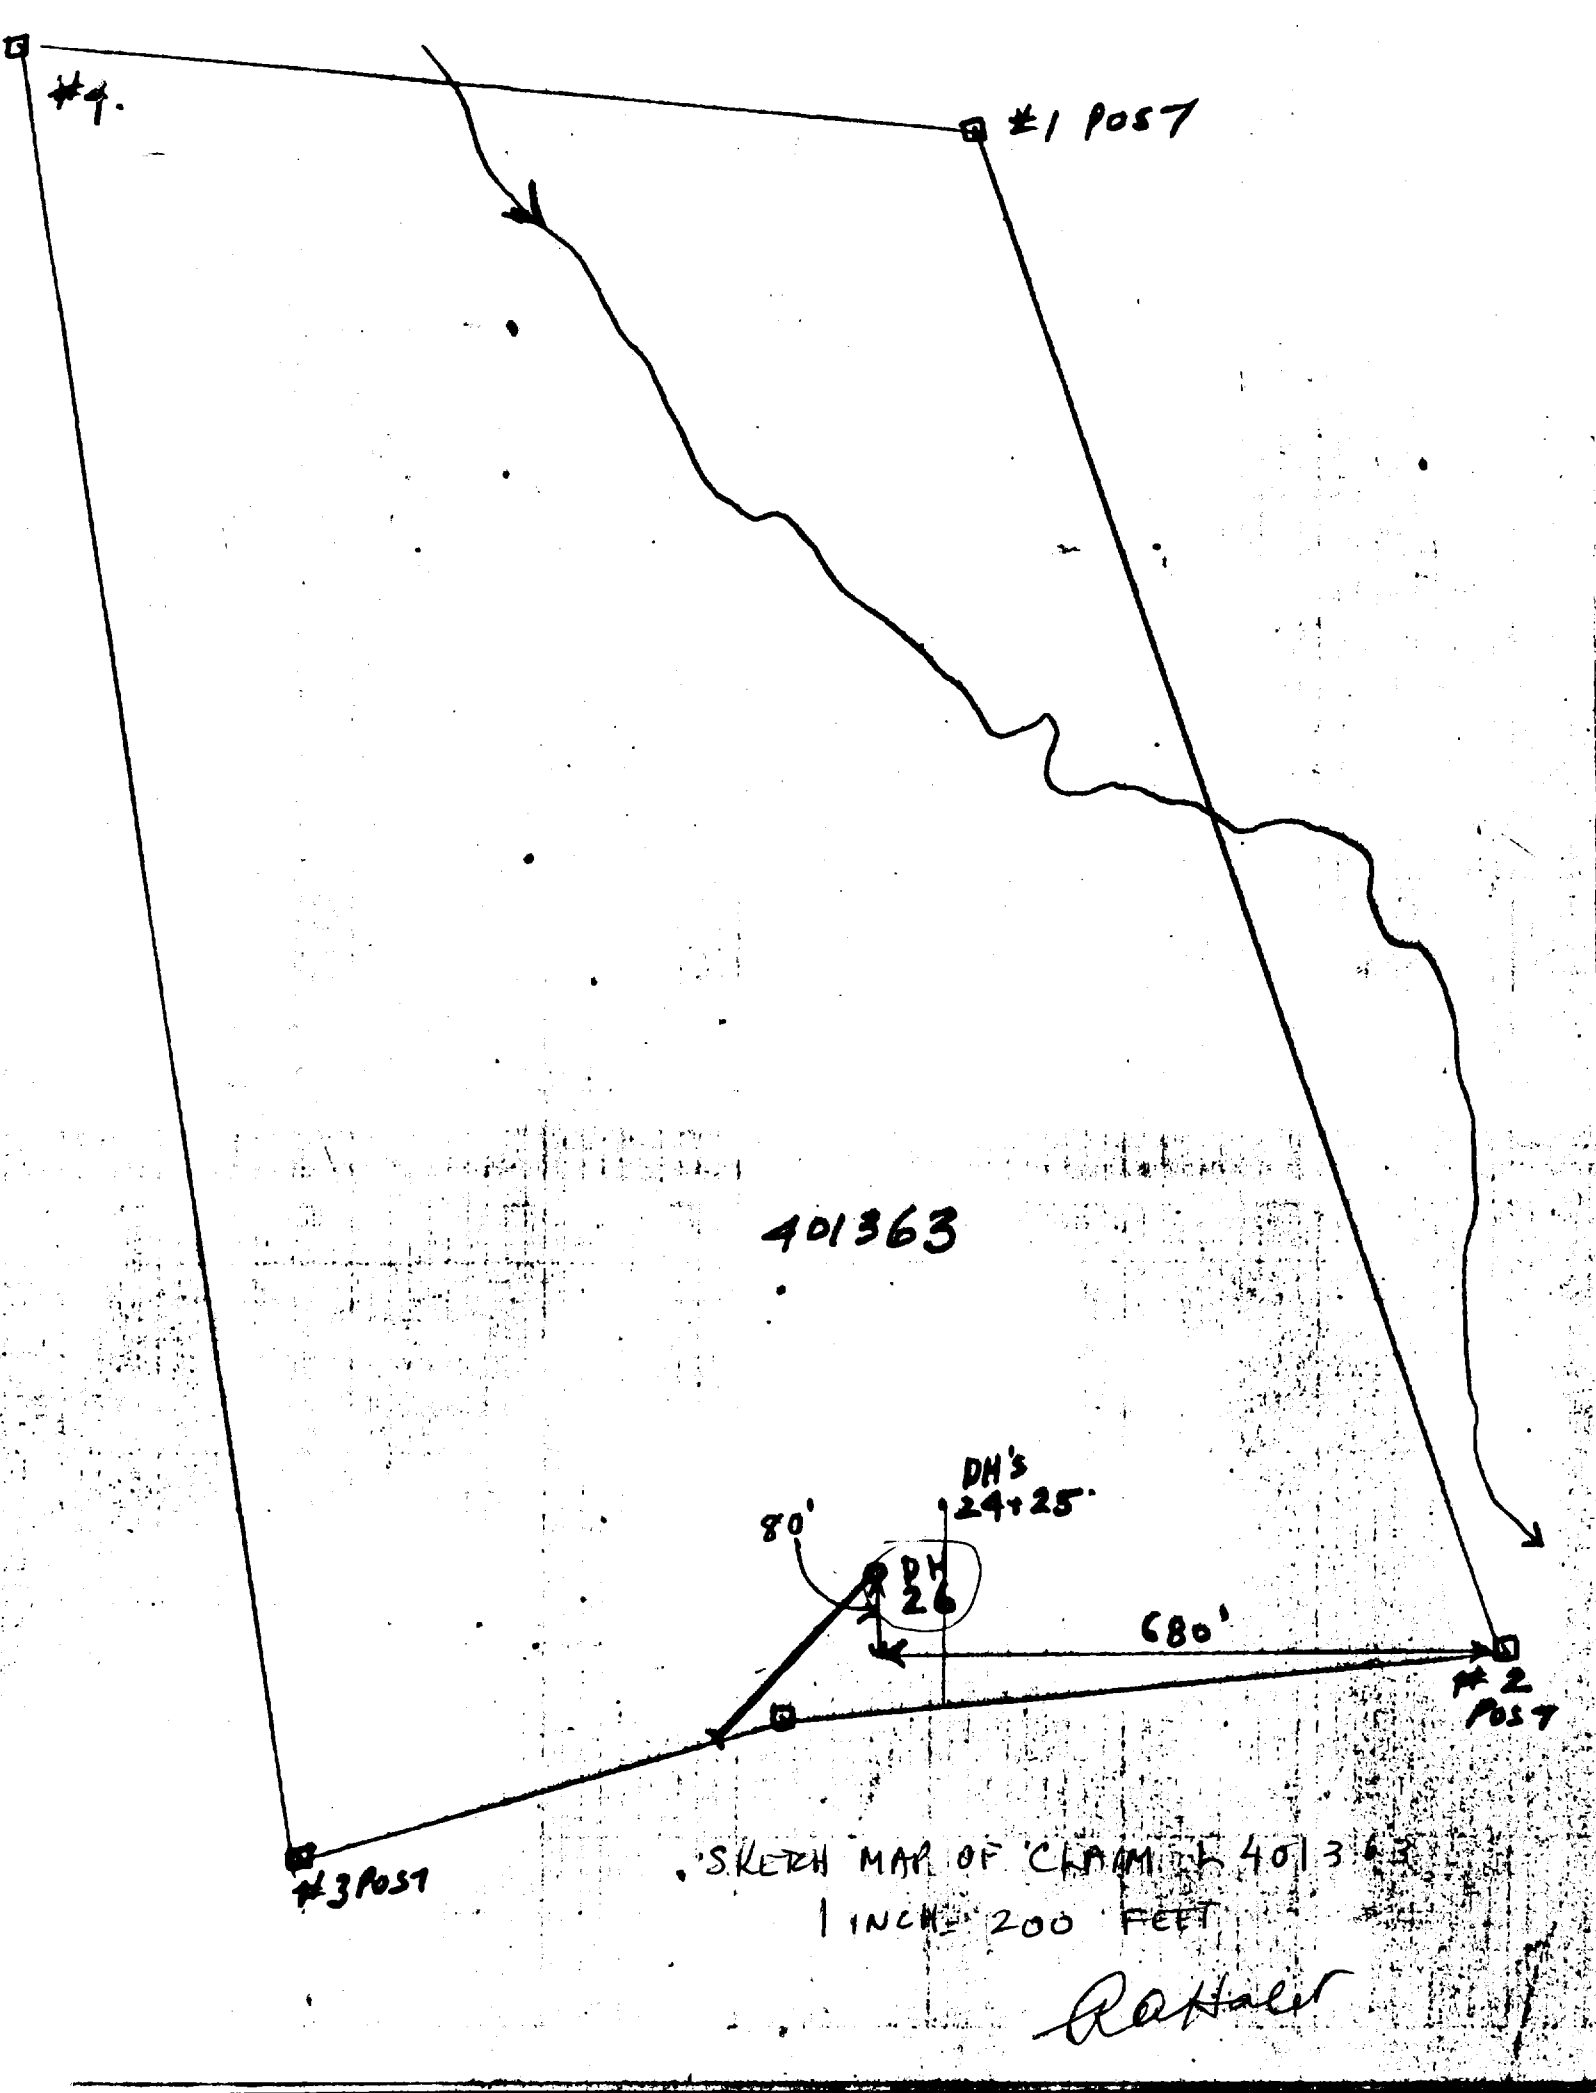 #4.
#1 POST
401363
DH's
24+25.
80'
DH
26
680'
#2
POST
#3 POST
SKETCH MAP OF CLAIM L 401363
1 INCH = 200 FEET